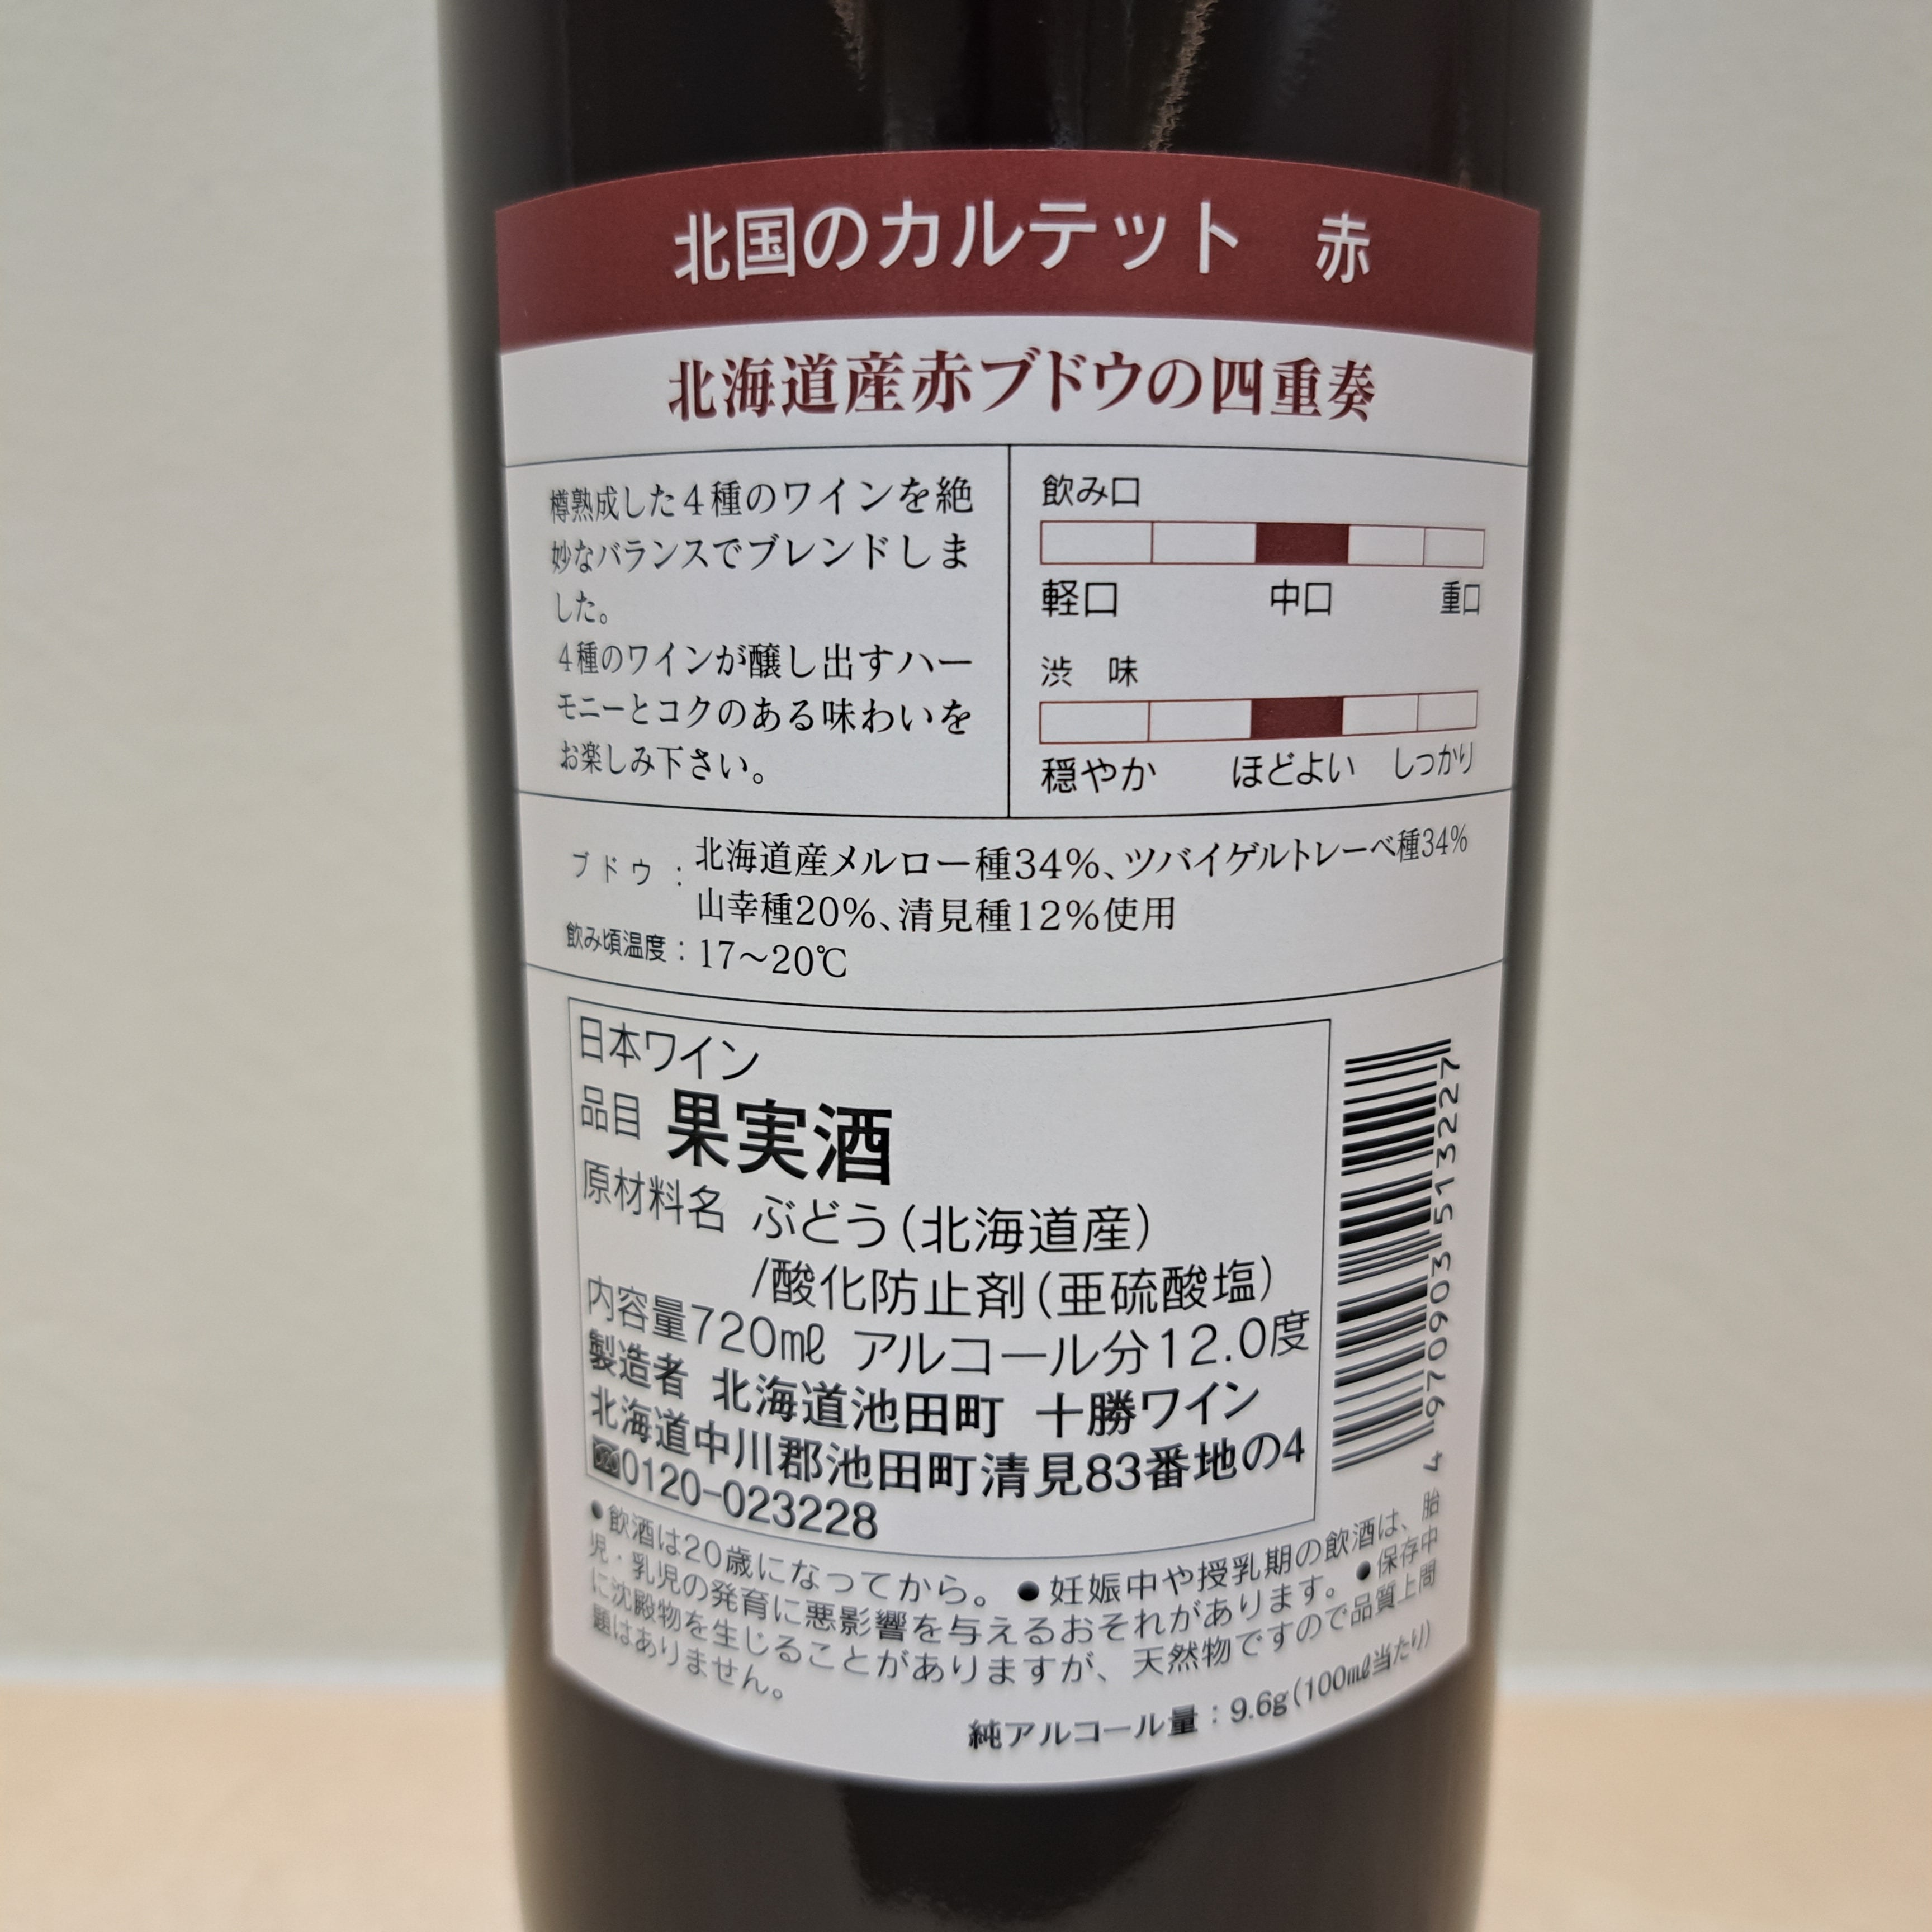 北国のカルテット 赤
北海道産赤ブドウの四重奏
樽熟成した4種のワインを絶
妙なバランスでブレンドしま
した。
4種のワインが醸し出すハー
モニーとコクのある味わいを
お楽しみ下さい。
飲み口
軽口 中口 重口
渋 味
穏やか ほどよい しっかり
ブドウ : 北海道産メルロー種34%、ツバイゲルトレーベ種34%
山幸種20%、清見種12%使用
飲み頃温度 : 17〜20℃
日本ワイン
品目 果実酒
原材料名 ぶどう(北海道産)
/酸化防止剤(亜硫酸塩)
内容量720mℓ アルコール分12.0度
製造者 北海道池田町 十勝ワイン
北海道中川郡池田町清見83番地の4
0120-023228
4 970903 513227
●飲酒は20歳になってから。●妊娠中や授乳期の飲酒は、胎
児・乳児の発育に悪影響を与えるおそれがあります。●保存中
に沈殿物を生じることがありますが、天然物ですので品質上問
題はありません。
純アルコール量 : 9.6g(100mℓ当たり)